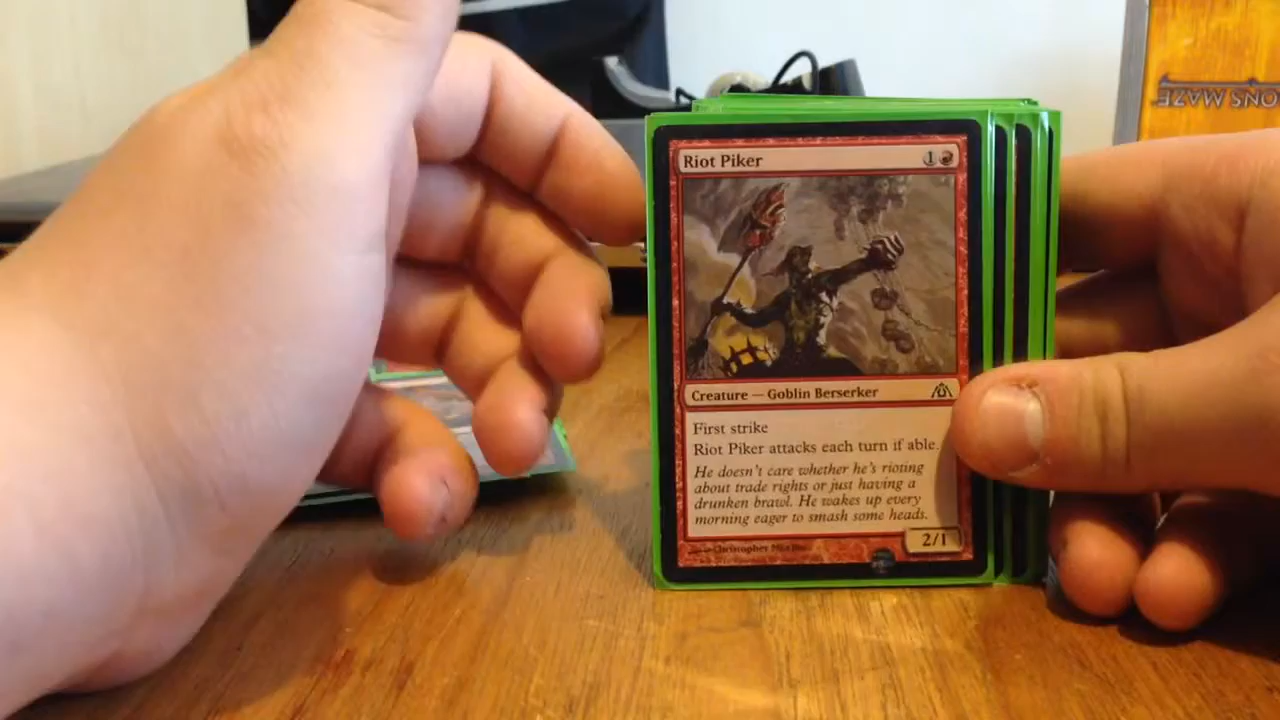 ONS MAZE
Riot Piker 1
Creature — Goblin Berserker
First strike
Riot Piker attacks each turn if able.
He doesn't care whether he's rioting
about trade rights or just having a
drunken brawl. He wakes up every
morning eager to smash some heads.
2/1
Christopher